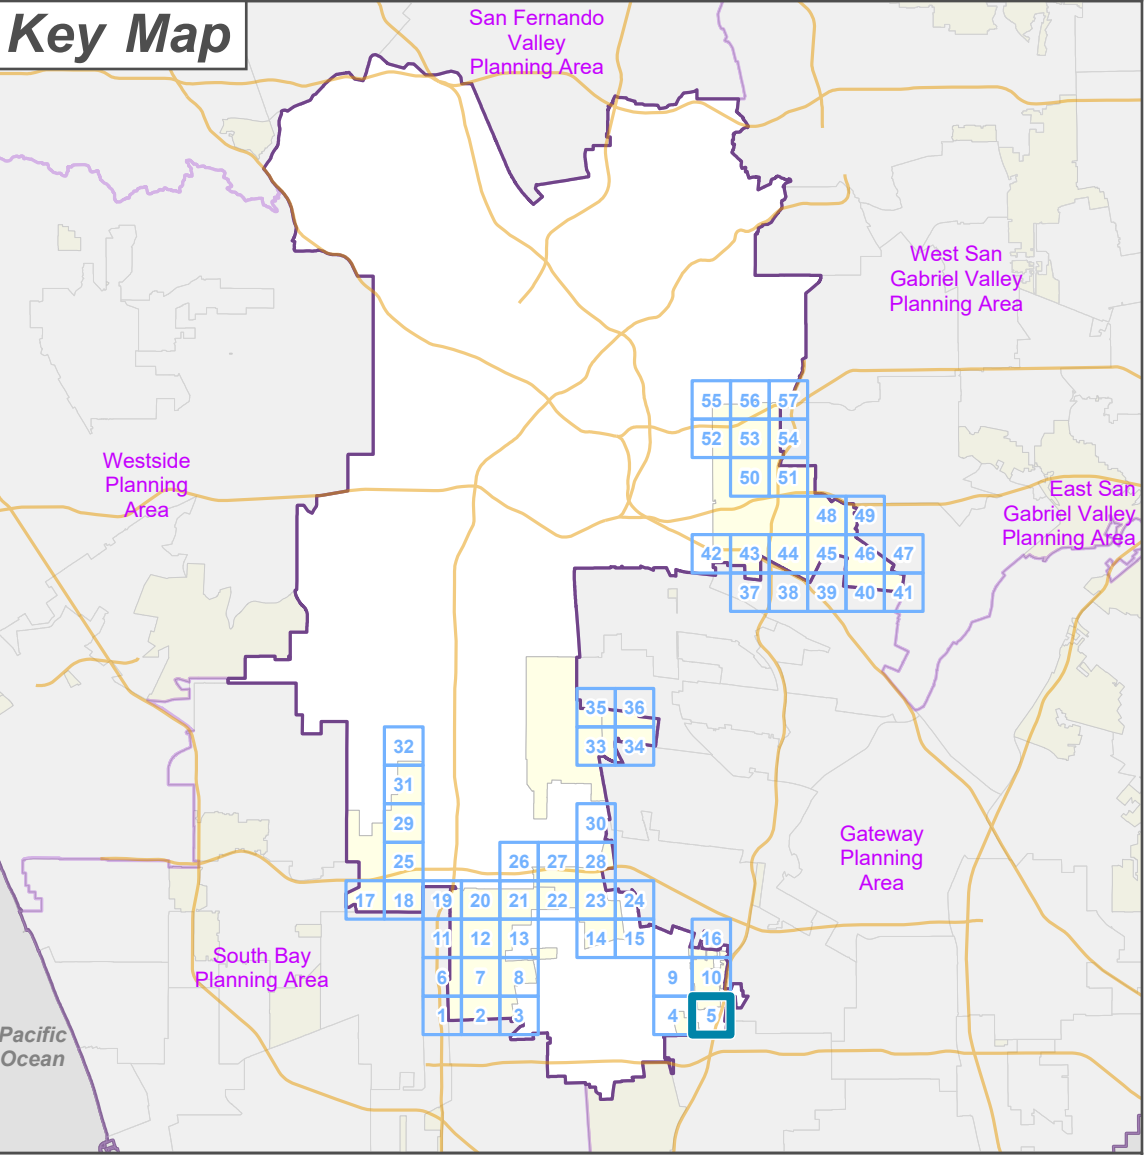 Key Map
San Fernando
Valley
Planning Area
West San
Gabriel Valley
Planning Area
Westside
Planning
Area
East San
Gabriel Valley
Planning Area
55 56 57
52 53 54
50 51
48 49
42 43 44 45 46 47
37 38 39 40 41
35 36
33 34
32
31
29 30
25 26 27 28
17 18 19 20 21 22 23 24
11 12 13 14 15 16
6 7 8 9 10
1 2 3 4 5
Gateway
Planning
Area
South Bay
Planning Area
Pacific
Ocean